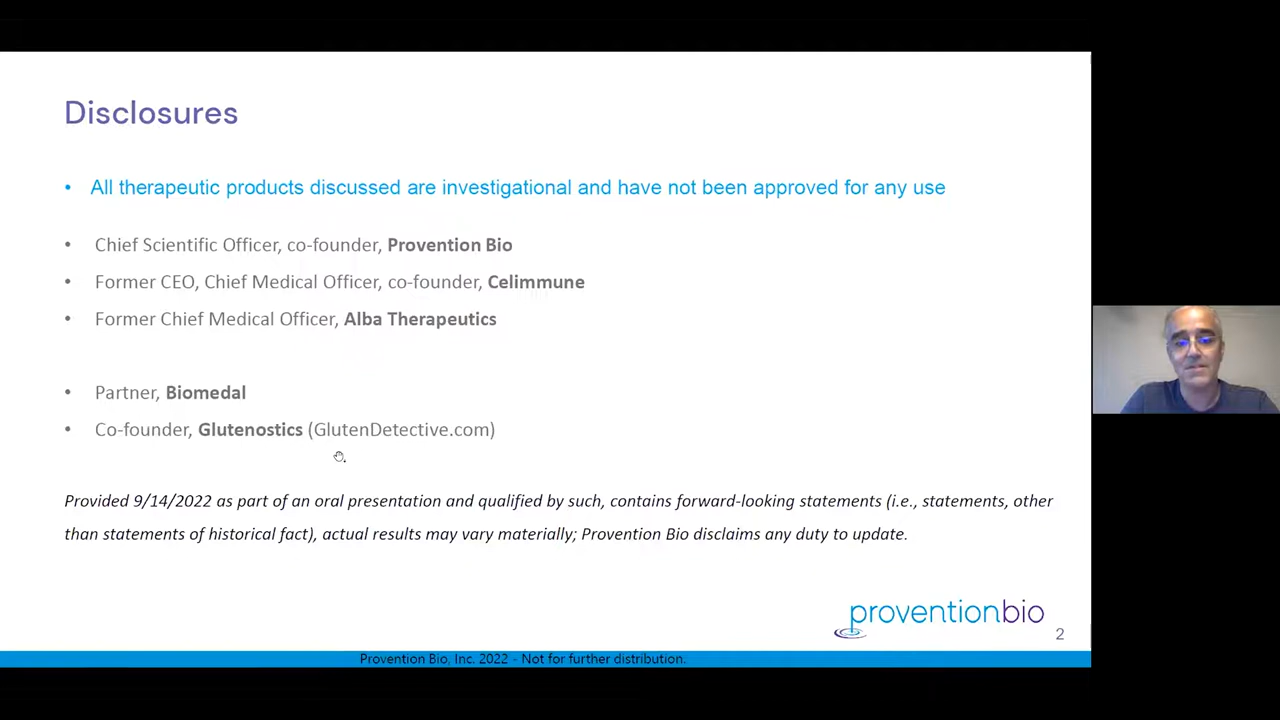 Disclosures
• All therapeutic products discussed are investigational and have not been approved for any use
• Chief Scientific Officer, co-founder, Provention Bio
• Former CEO, Chief Medical Officer, co-founder, Celimmune
• Former Chief Medical Officer, Alba Therapeutics
• Partner, Biomedal
• Co-founder, Glutenostics (GlutenDetective.com)
Provided 9/14/2022 as part of an oral presentation and qualified by such, contains forward-looking statements (i.e., statements, other
than statements of historical fact), actual results may vary materially; Provention Bio disclaims any duty to update.
proventionbio
2
Provention Bio, Inc. 2022 - Not for further distribution.